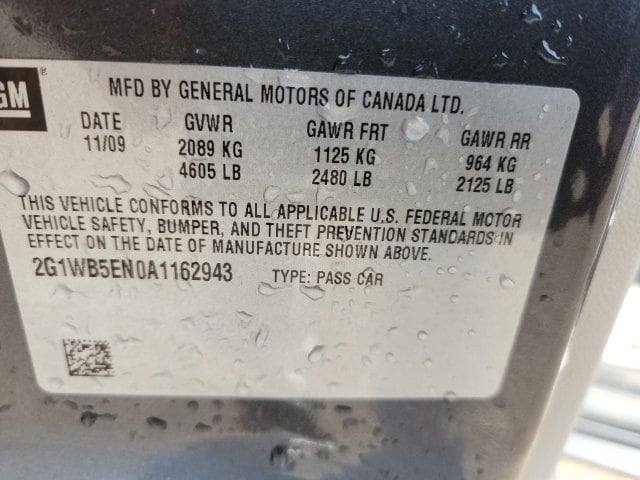 GM ®
MFD BY GENERAL MOTORS OF CANADA LTD.
DATE GVWR GAWR FRT GAWR RR
11/09 2089 KG 1125 KG 964 KG
4605 LB 2480 LB 2125 LB
THIS VEHICLE CONFORMS TO ALL APPLICABLE U.S. FEDERAL MOTOR
VEHICLE SAFETY, BUMPER, AND THEFT PREVENTION STANDARDS IN
EFFECT ON THE DATE OF MANUFACTURE SHOWN ABOVE.
2G1WB5EN0A1162943 TYPE: PASS CAR